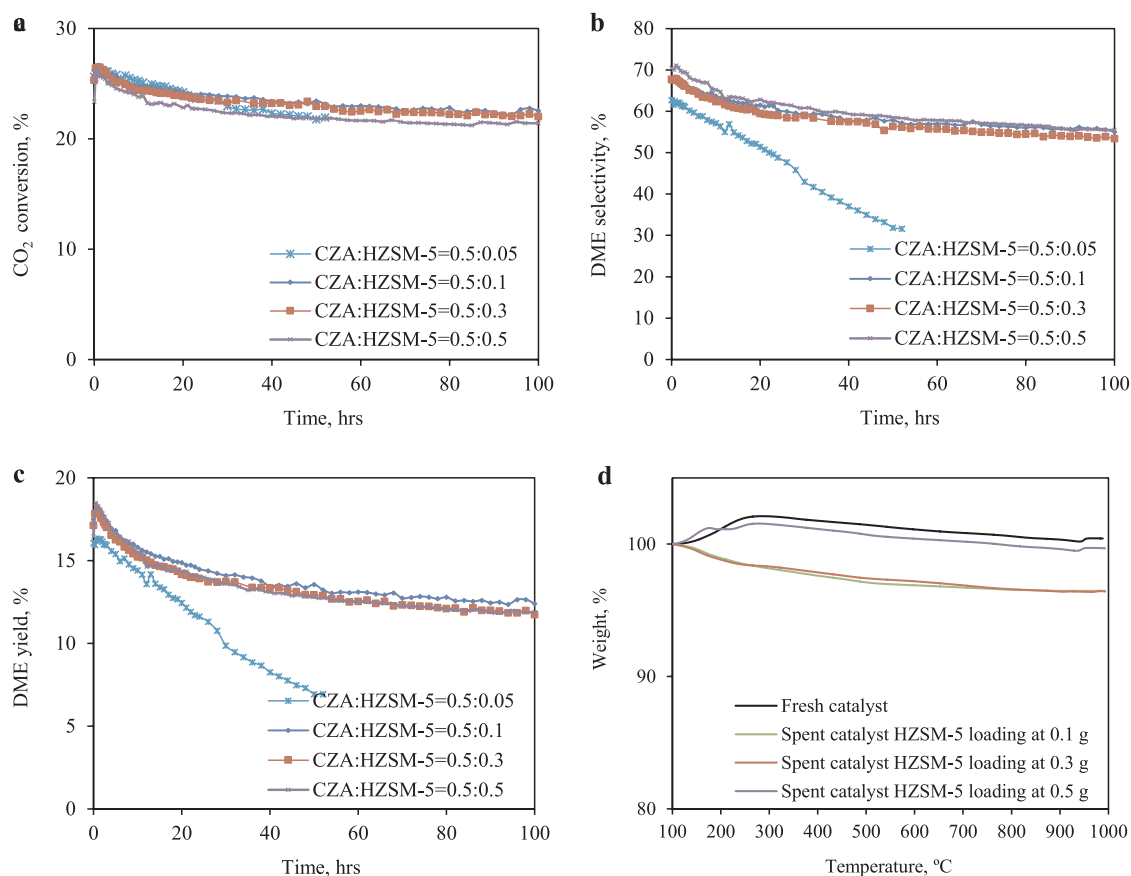 a
30
20
10
0
CO2 conversion, %
CZA:HZSM-5=0.5:0.05
CZA:HZSM-5=0.5:0.1
CZA:HZSM-5=0.5:0.3
CZA:HZSM-5=0.5:0.5
0 20 40 60 80 100
Time, hrs
b
80
70
60
50
40
30
20
10
0
DME selectivity, %
CZA:HZSM-5=0.5:0.05
CZA:HZSM-5=0.5:0.1
CZA:HZSM-5=0.5:0.3
CZA:HZSM-5=0.5:0.5
0 20 40 60 80 100
Time, hrs
c
20
15
10
5
0
DME yield, %
CZA:HZSM-5=0.5:0.05
CZA:HZSM-5=0.5:0.1
CZA:HZSM-5=0.5:0.3
CZA:HZSM-5=0.5:0.5
0 20 40 60 80 100
Time, hrs
d
100
90
80
Weight, %
Fresh catalyst
Spent catalyst HZSM-5 loading at 0.1 g
Spent catalyst HZSM-5 loading at 0.3 g
Spent catalyst HZSM-5 loading at 0.5 g
100 200 300 400 500 600 700 800 900 1000
Temperature, ºC